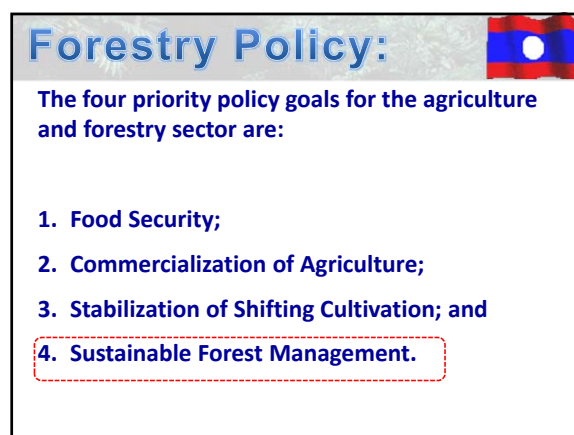 Forestry Policy:
The four priority policy goals for the agriculture
and forestry sector are:
1. Food Security;
2. Commercialization of Agriculture;
3. Stabilization of Shifting Cultivation; and
4. Sustainable Forest Management.